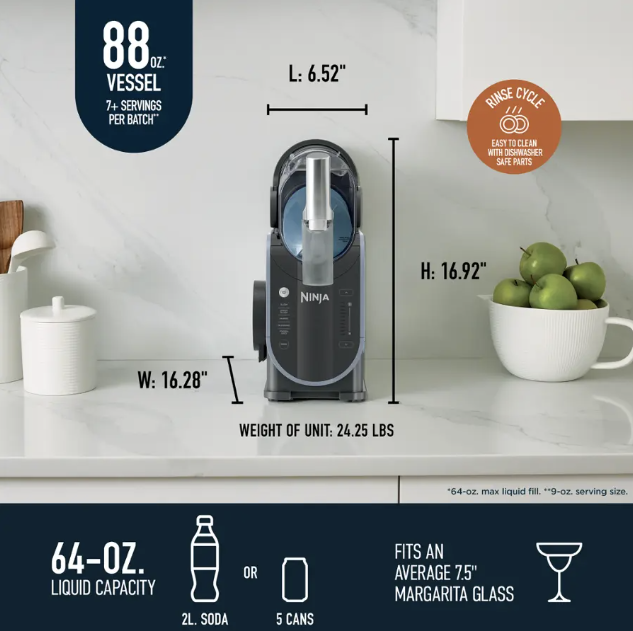 88 OZ.*
VESSEL
7+ SERVINGS
PER BATCH**
L: 6.52"
RINSE CYCLE
EASY TO CLEAN
WITH DISHWASHER
SAFE PARTS
H: 16.92"
NINJA
W: 16.28"
WEIGHT OF UNIT: 24.25 LBS
*64-oz. max liquid fill. **9-oz. serving size.
64-OZ.
LIQUID CAPACITY
OR
2L. SODA
5 CANS
FITS AN
AVERAGE 7.5"
MARGARITA GLASS